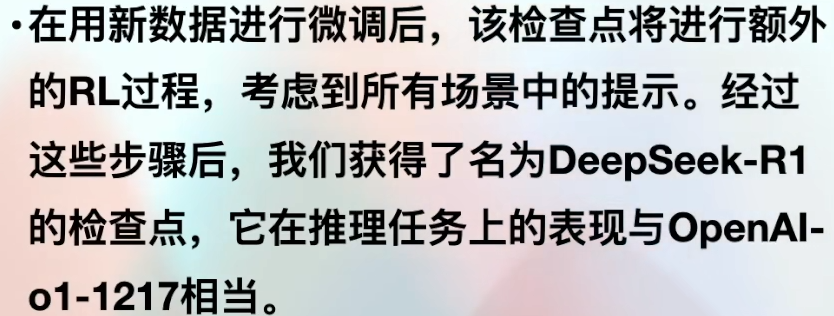 •在用新数据进行微调后，该检查点将进行额外
的RL过程，考虑到所有场景中的提示。经过
这些步骤后，我们获得了名为DeepSeek-R1
的检查点，它在推理任务上的表现与OpenAI-
o1-1217相当。